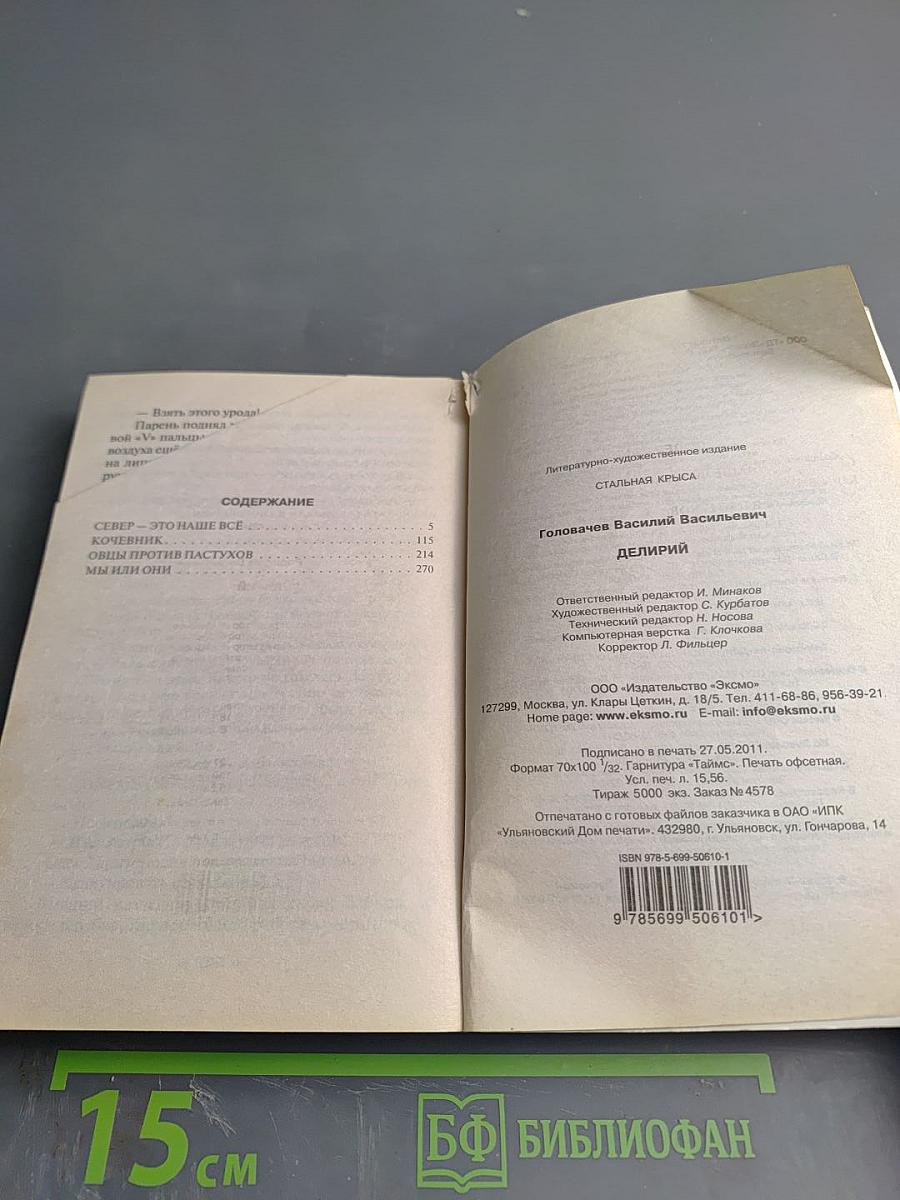 — Взять этого урода!
Парень поднял
вой «V» пальцы
воздуха ещё
на лип
ру
СОДЕРЖАНИЕ
СЕВЕР — ЭТО НАШЕ ВСЁ . . . . . . . . . . . . . . . . . . . . . . . . 5
КОЧЕВНИК . . . . . . . . . . . . . . . . . . . . . . . . . . . . . . . . . . 115
ОВЦЫ ПРОТИВ ПАСТУХОВ . . . . . . . . . . . . . . . . . . . . . 214
МЫ ИЛИ ОНИ . . . . . . . . . . . . . . . . . . . . . . . . . . . . . . . . 270
ООО «ТД»
Литературно-художественное издание
СТАЛЬНАЯ КРЫСА
Головачев Василий Васильевич
ДЕЛИРИЙ
Ответственный редактор И. Минаков
Художественный редактор С. Курбатов
Технический редактор Н. Носова
Компьютерная верстка Г. Клочкова
Корректор Л. Фильцер
ООО «Издательство «Эксмо»
127299, Москва, ул. Клары Цеткин, д. 18/5. Тел. 411-68-86, 956-39-21.
Home page: www.eksmo.ru E-mail: info@eksmo.ru
Подписано в печать 27.05.2011.
Формат 70x100 1/32. Гарнитура «Таймс». Печать офсетная.
Усл. печ. л. 15,56.
Тираж 5000 экз. Заказ № 4578
Отпечатано с готовых файлов заказчика в ОАО «ИПК
«Ульяновский Дом печати». 432980, г. Ульяновск, ул. Гончарова, 14
ISBN 978-5-699-50610-1
9 785699 506101 >
15 см
БФ БИБЛИОФАН